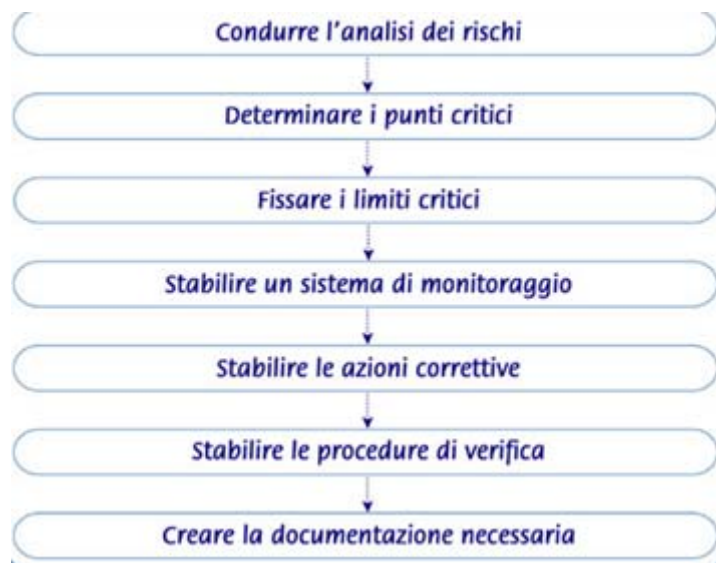 Condurre l'analisi dei rischi
Determinare i punti critici
Fissare i limiti critici
Stabilire un sistema di monitoraggio
Stabilire le azioni correttive
Stabilire le procedure di verifica
Creare la documentazione necessaria